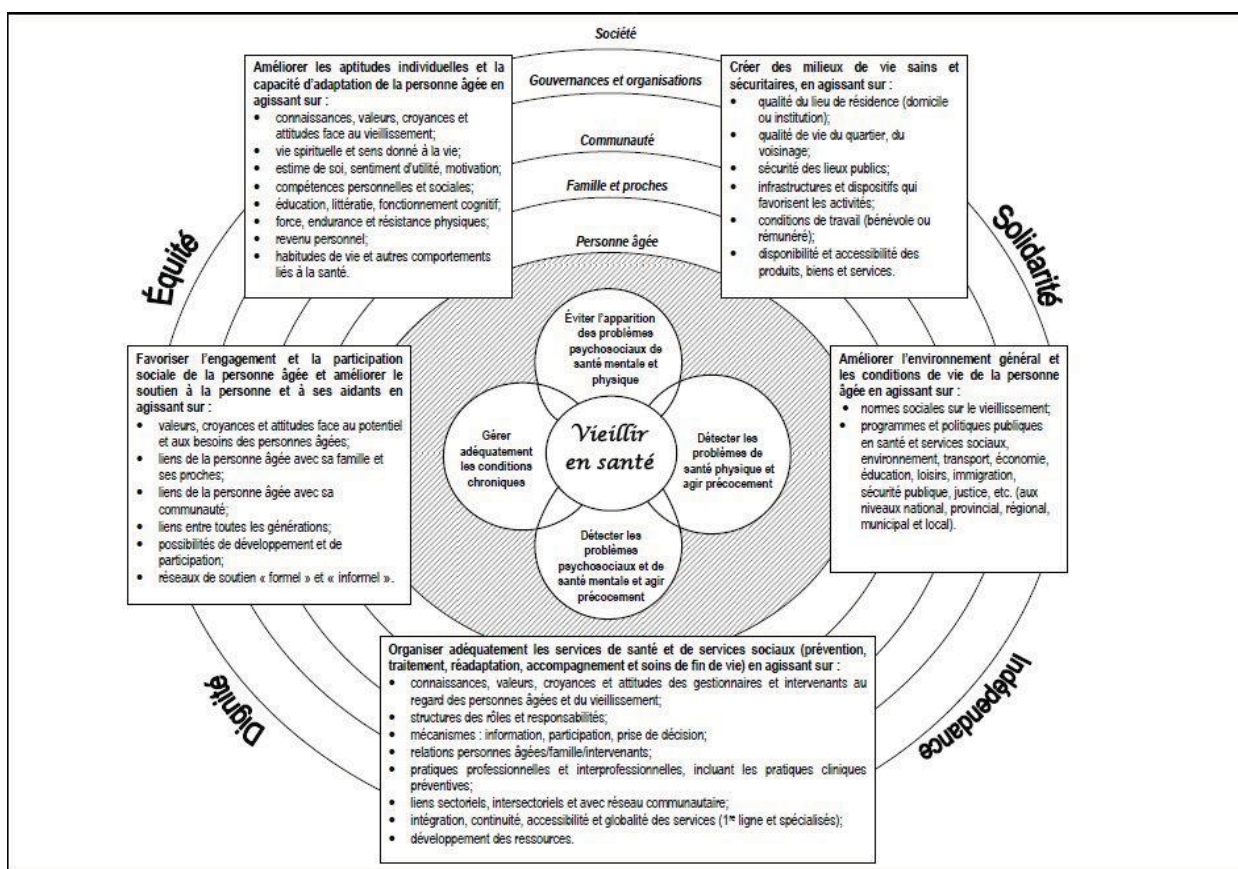 Société
Gouvernances et organisations
Communauté
Famille et proches
Personne âgée
Améliorer les aptitudes individuelles et la
capacité d'adaptation de la personne âgée en
agissant sur :
• connaissances, valeurs, croyances et
attitudes face au vieillissement;
• vie spirituelle et sens donné à la vie;
• estime de soi, sentiment d'utilité, motivation;
• compétences personnelles et sociales;
• éducation, littératie, fonctionnement cognitif;
• force, endurance et résistance physiques;
• revenu personnel;
• habitudes de vie et autres comportements
liés à la santé.
Créer des milieux de vie sains et
sécuritaires, en agissant sur :
• qualité du lieu de résidence (domicile
ou institution);
• qualité de vie du quartier, du
voisinage;
• sécurité des lieux publics;
• infrastructures et dispositifs qui
favorisent les activités;
• conditions de travail (bénévole ou
rémunéré);
• disponibilité et accessibilité des
produits, biens et services.
Équité
Solidarité
Favoriser l'engagement et la participation
sociale de la personne âgée et améliorer le
soutien à la personne et à ses aidants en
agissant sur :
• valeurs, croyances et attitudes face au potentiel
et aux besoins des personnes âgées;
• liens de la personne âgée avec sa famille et
ses proches;
• liens de la personne âgée avec sa
communauté;
• liens entre toutes les générations;
• possibilités de développement et de
participation;
• réseaux de soutien « formel » et « informel ».
Éviter l'apparition
des problèmes
psychosociaux de
santé mentale et
physique
Gérer
adéquatement
les conditions
chroniques
Vieillir
en santé
Détecter les
problèmes de
santé physique et
agir précocement
Détecter les
problèmes
psychosociaux et de
santé mentale et agir
précocement
Améliorer l'environnement général et
les conditions de vie de la personne
âgée en agissant sur :
• normes sociales sur le vieillissement;
• programmes et politiques publiques
en santé et services sociaux,
environnement, transport, économie,
éducation, loisirs, immigration,
sécurité publique, justice, etc. (aux
niveaux national, provincial, régional,
municipal et local).
Dignité
Indépendance
Organiser adéquatement les services de santé et de services sociaux (prévention,
traitement, réadaptation, accompagnement et soins de fin de vie) en agissant sur :
• connaissances, valeurs, croyances et attitudes des gestionnaires et intervenants au
regard des personnes âgées et du vieillissement;
• structures des rôles et responsabilités;
• mécanismes : information, participation, prise de décision;
• relations personnes âgées/famille/intervenants;
• pratiques professionnelles et interprofessionnelles, incluant les pratiques cliniques
préventives;
• liens sectoriels, intersectoriels et avec réseau communautaire;
• intégration, continuité, accessibilité et globalité des services (1re ligne et spécialisés);
• développement des ressources.